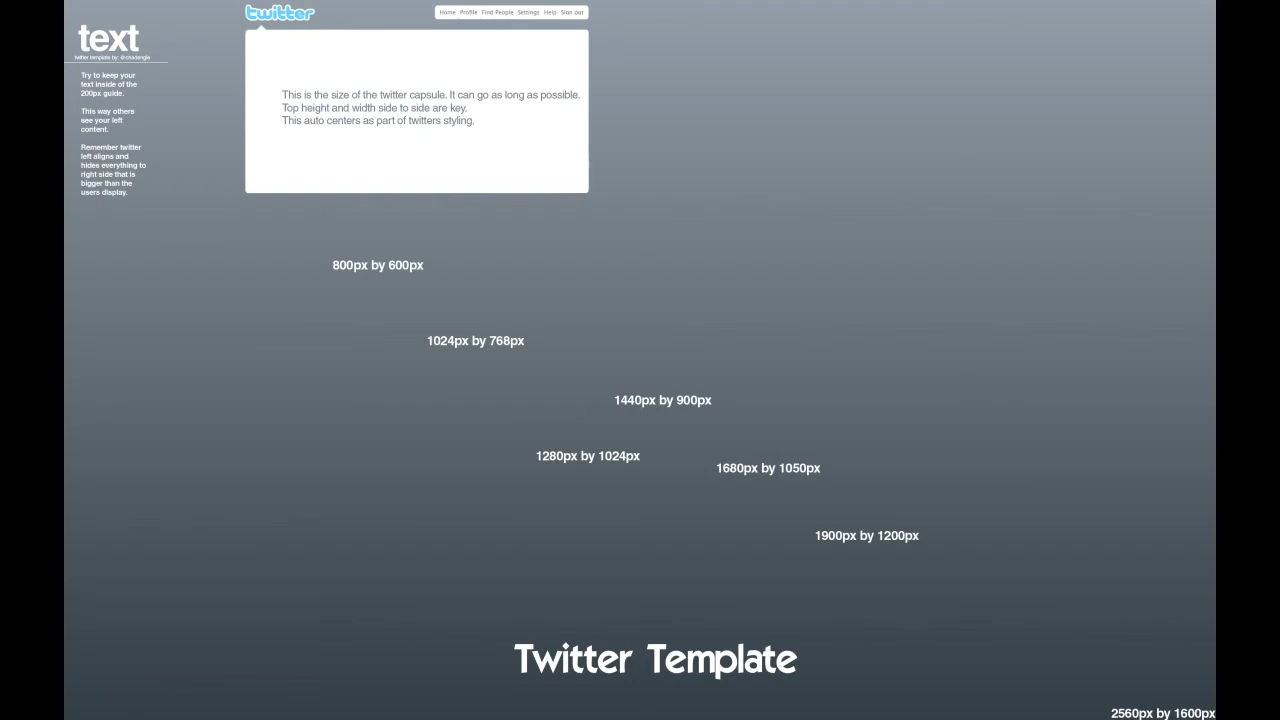 twitter
Home Profile Find People Settings Help Sign out
text
twitter template by: @chadengle
Try to keep your
text inside of the
200px guide.
This way others
see your left
content.
Remember twitter
left aligns and
hides everything to
right side that is
bigger than the
users display.
This is the size of the twitter capsule. It can go as long as possible.
Top height and width side to side are key.
This auto centers as part of twitters styling.
800px by 600px
1024px by 768px
1440px by 900px
1280px by 1024px
1680px by 1050px
1900px by 1200px
Twitter Template
2560px by 1600px